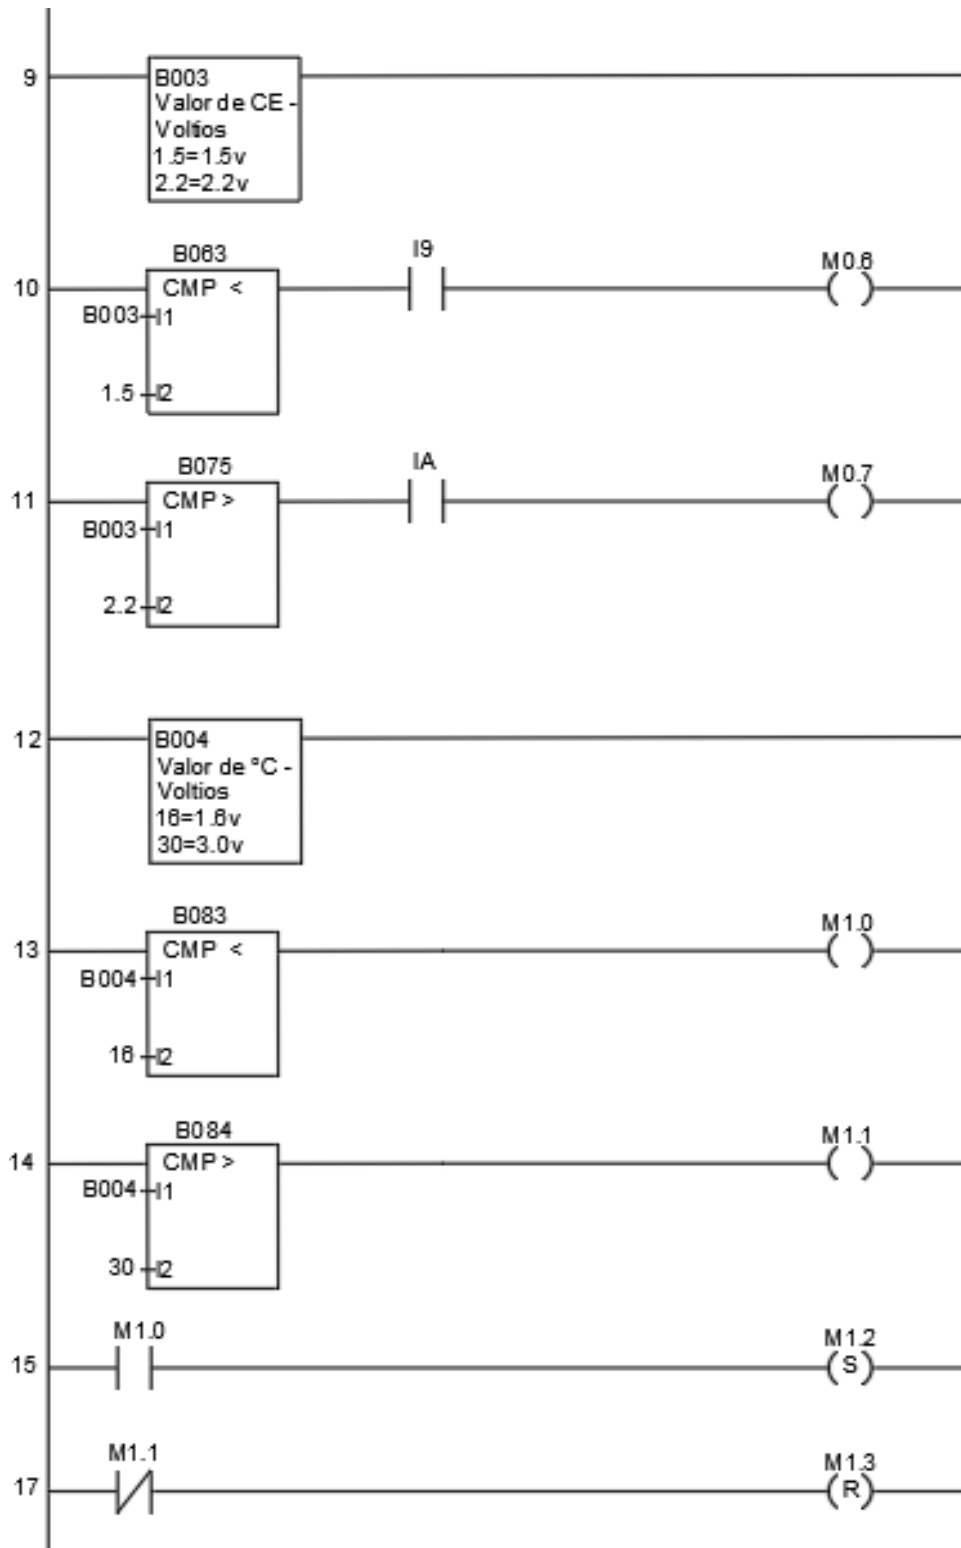 9
B003
Valor de CE -
Voltios
1.5=1.5v
2.2=2.2v
B063
I9
M0.6
10
CMP <
B003
I1
1.5
I2
B075
IA
M0.7
11
CMP >
B003
I1
2.2
I2
12
B004
Valor de °C -
Voltios
16=1.6v
30=3.0v
B083
M1.0
13
CMP <
B004
I1
16
I2
B084
M1.1
14
CMP >
B004
I1
30
I2
M1.0
M1.2
15
S
M1.1
M1.3
17
R